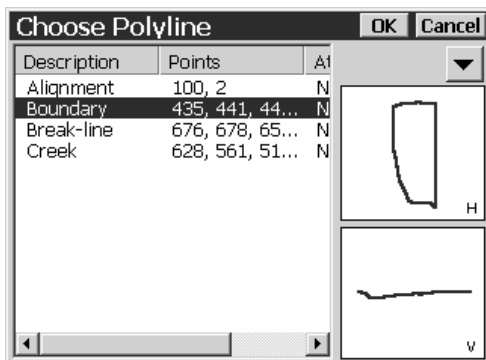 Choose Polyline OK Cancel
Description Points At
Alignment 100, 2 N
Boundary 435, 441, 44... N
Break-line 676, 678, 65... N
Creek 628, 561, 51... N
H
V